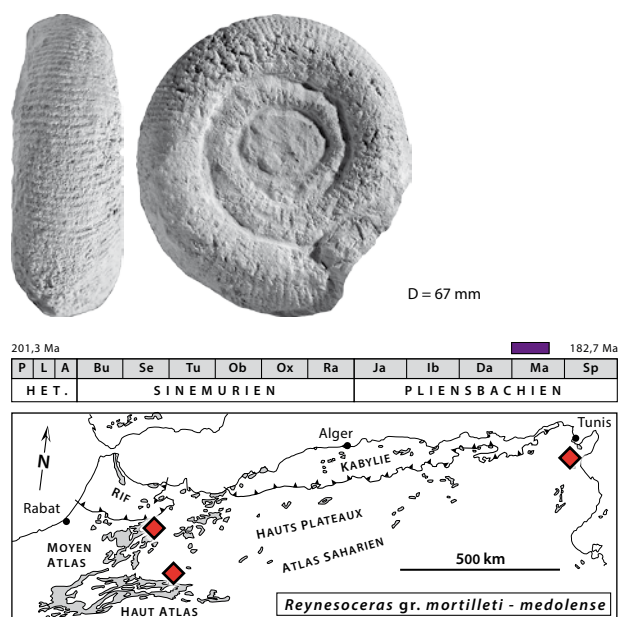 D = 67 mm
201,3 Ma 182,7 Ma
P L A Bu Se Tu Ob Ox Ra Ja Ib Da Ma Sp
HET. SINEMURIEN PLIENSBACHIEN
Tunis
Alger
KABYLIE
N
RIF
Rabat
HAUTS PLATEAUX
MOYEN
ATLAS
ATLAS SAHARIEN
500 km
HAUT ATLAS
Reynesoceras gr. mortilleti - medolense